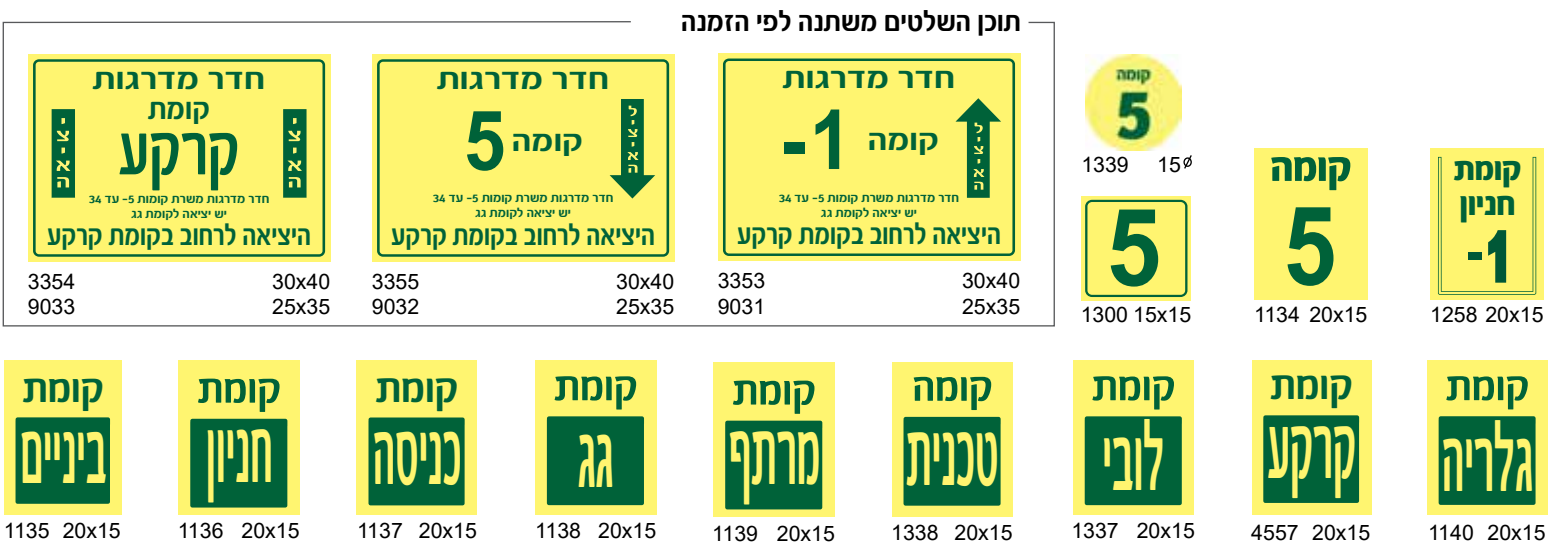 תוכן השלטים משתנה לפי הזמנה
חדר מדרגות
קומת
קרקע
יציאה
יציאה
חדר מדרגות משרת קומות 5- עד 34
יש יציאה לקומת גג
היציאה לרחוב בקומת קרקע
3354 30x40
9033 25x35
חדר מדרגות
קומה 5
ליציאה
חדר מדרגות משרת קומות 5- עד 34
יש יציאה לקומת גג
היציאה לרחוב בקומת קרקע
3355 30x40
9032 25x35
חדר מדרגות
קומה -1
ליציאה
חדר מדרגות משרת קומות 5- עד 34
יש יציאה לקומת גג
היציאה לרחוב בקומת קרקע
3353 30x40
9031 25x35
קומה
5
1339 15⌀
5
1300 15x15
קומה
5
1134 20x15
קומת
חניון
-1
1258 20x15
קומת
ביניים
1135 20x15
קומת
חניון
1136 20x15
קומת
כניסה
1137 20x15
קומת
גג
1138 20x15
קומת
מרתף
1139 20x15
קומה
טכנית
1338 20x15
קומת
לובי
1337 20x15
קומת
קרקע
4557 20x15
קומת
גלריה
1140 20x15